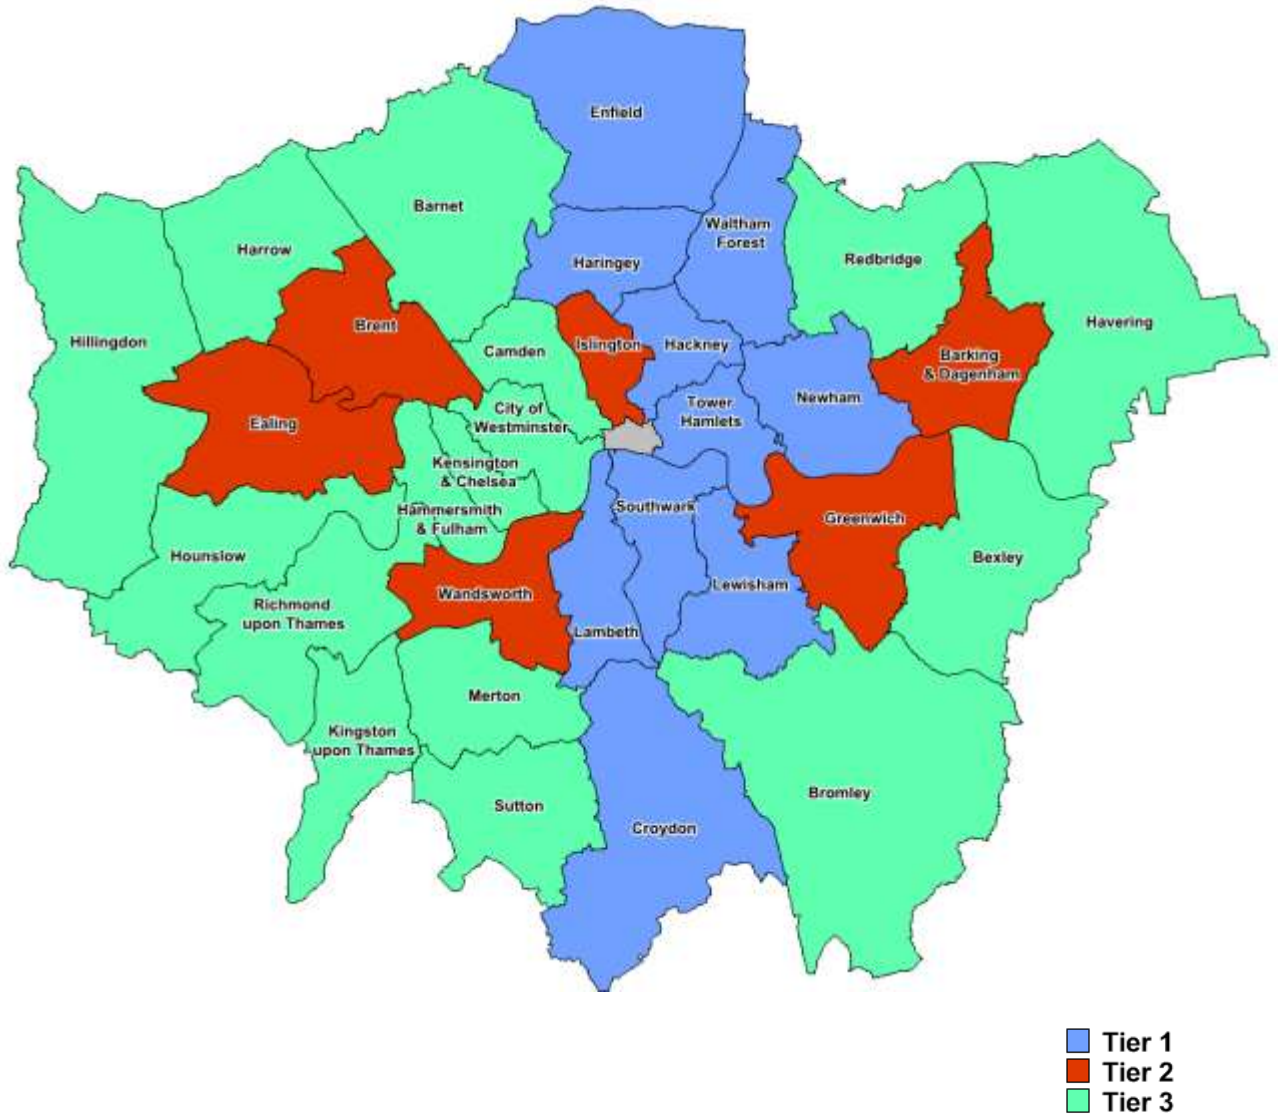 Enfield
Barnet
Waltham
Forest
Harrow
Haringey
Redbridge
Hillingdon
Brent
Havering
Camden
Islington
Hackney
Barking
& Dagenham
Ealing
City of
Westminster
Tower
Hamlets
Newham
Kensington
& Chelsea
Hammersmith
& Fulham
Southwark
Greenwich
Hounslow
Bexley
Wandsworth
Lewisham
Richmond
upon Thames
Lambeth
Merton
Kingston
upon Thames
Sutton
Croydon
Bromley
Tier 1
Tier 2
Tier 3